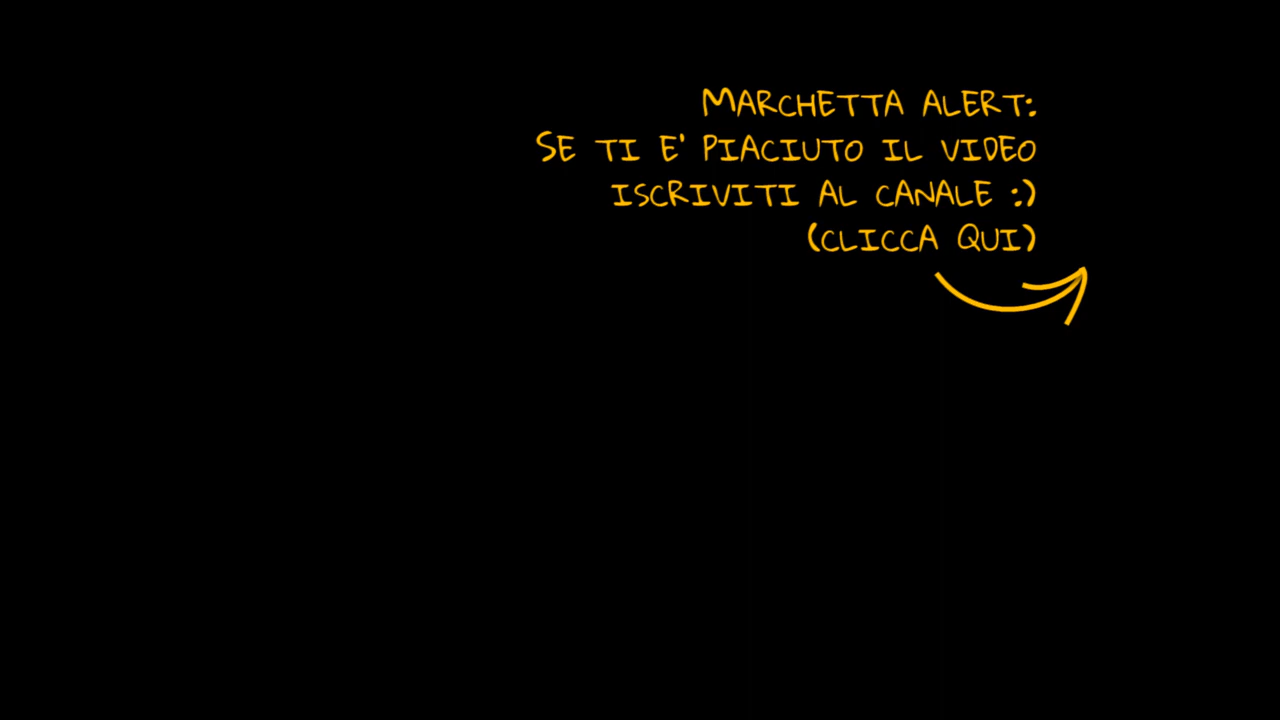 MARCHETTA ALERT:
SE TI E' PIACIUTO IL VIDEO
ISCRIVITI AL CANALE :)
(CLICCA QUI)